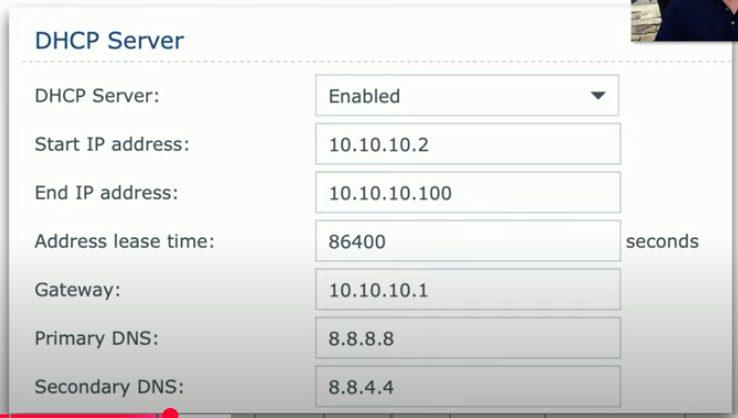 DHCP Server
DHCP Server: Enabled
Start IP address: 10.10.10.2
End IP address: 10.10.10.100
Address lease time: 86400 seconds
Gateway: 10.10.10.1
Primary DNS: 8.8.8.8
Secondary DNS: 8.8.4.4